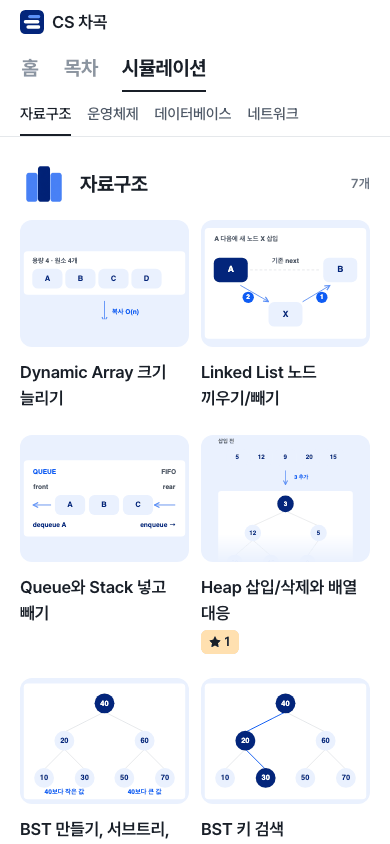 CS 차곡
홈 목차 시뮬레이션
자료구조 운영체제 데이터베이스 네트워크
자료구조
7개
용량 4 · 원소 4개
A B C D
복사 O(n)
Dynamic Array 크기
늘리기
A 다음에 새 노드 X 삽입
기존 next
A B
2 1
X
Linked List 노드
끼우기/빼기
QUEUE FIFO
front rear
A B C
dequeue A enqueue →
Queue와 Stack 넣고
빼기
삽입 전
5 12 9 20 15
3 추가
3
12 5
Heap 삽입/삭제와 배열
대응
★ 1
40
20 60
10 30 50 70
40보다 작은 값 40보다 큰 값
BST 만들기, 서브트리,
40
20 60
10 30 50 70
BST 키 검색